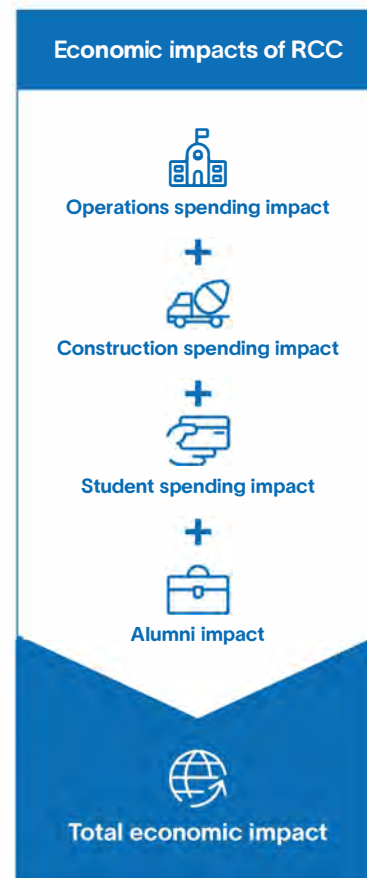 Economic impacts of RCC
Operations spending impact
+
Construction spending impact
+
Student spending impact
+
Alumni impact
Total economic impact